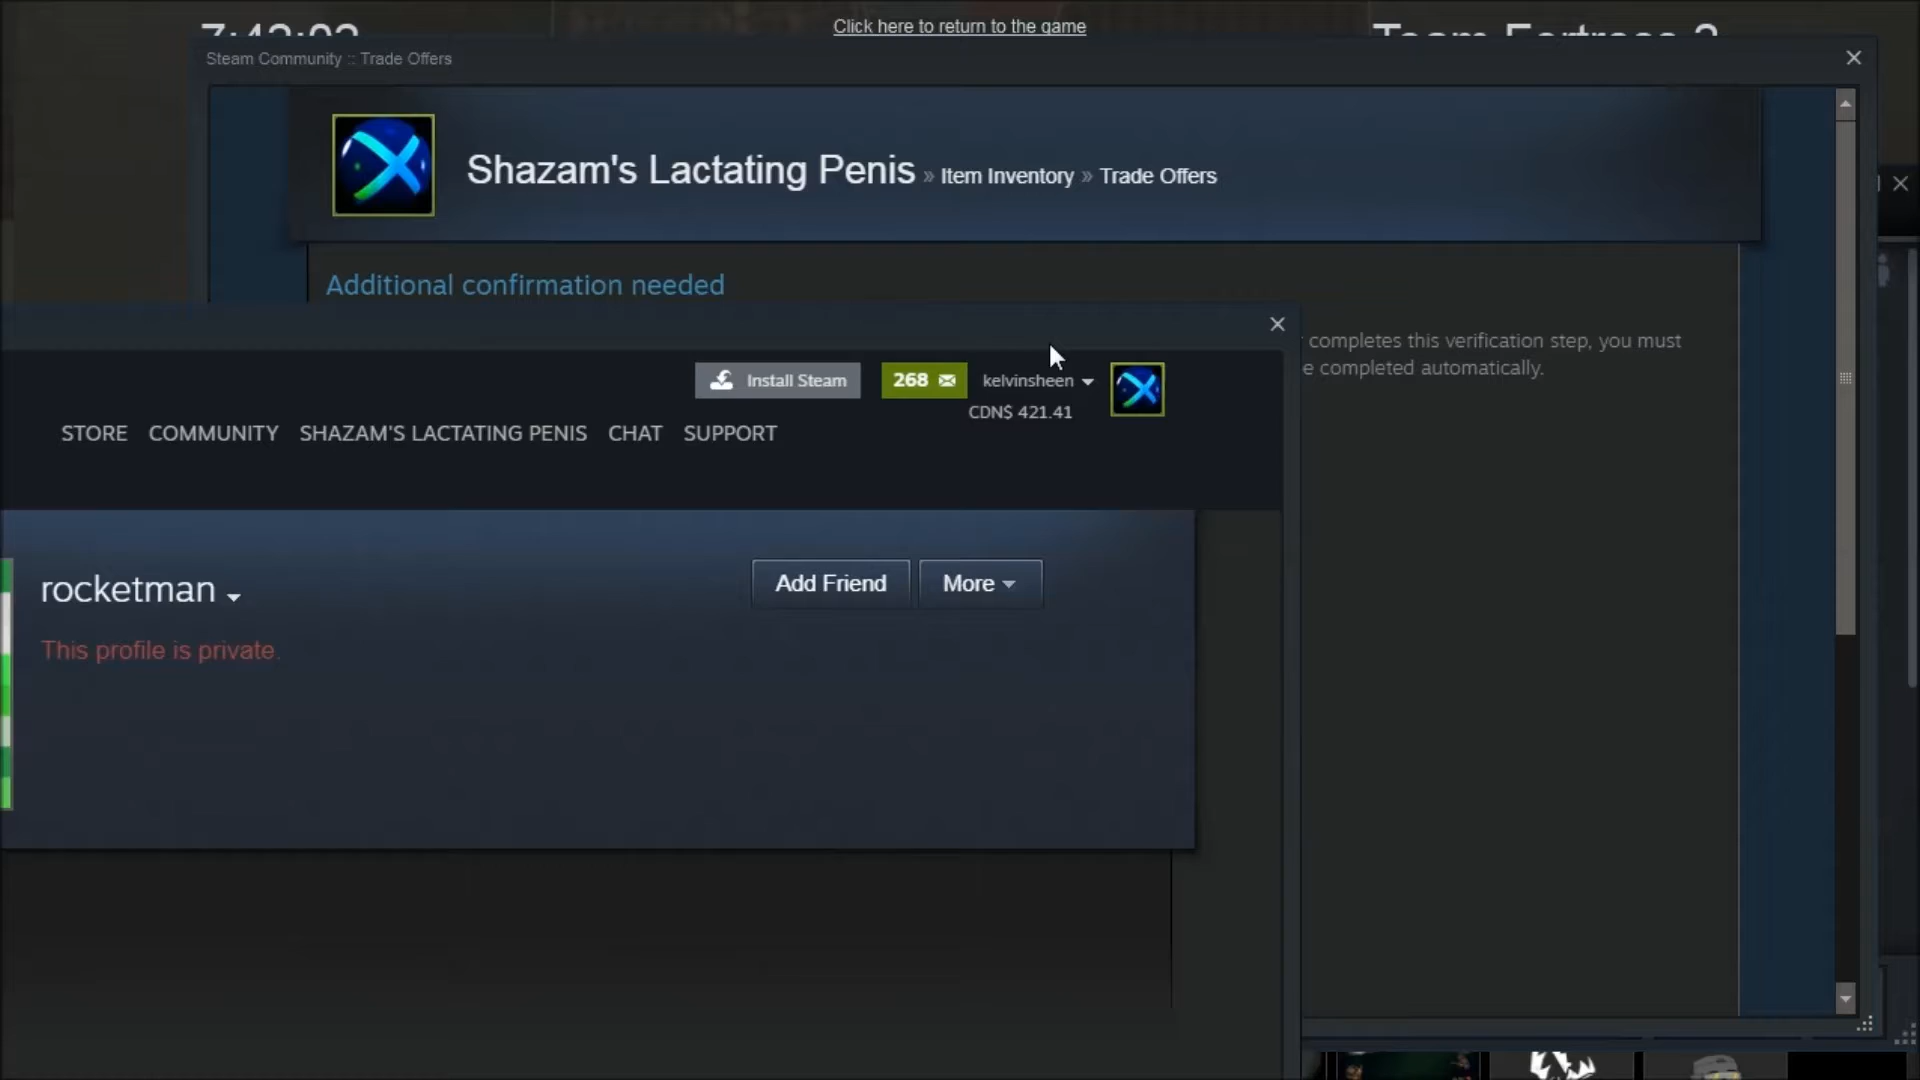 Click here to return to the game
Steam Community :: Trade Offers
Shazam's Lactating Penis » Item Inventory » Trade Offers
Additional confirmation needed
completes this verification step, you must
e completed automatically.
Install Steam
268
kelvinsheen
CDN$ 421.41
STORE COMMUNITY SHAZAM'S LACTATING PENIS CHAT SUPPORT
rocketman
Add Friend
More
This profile is private.